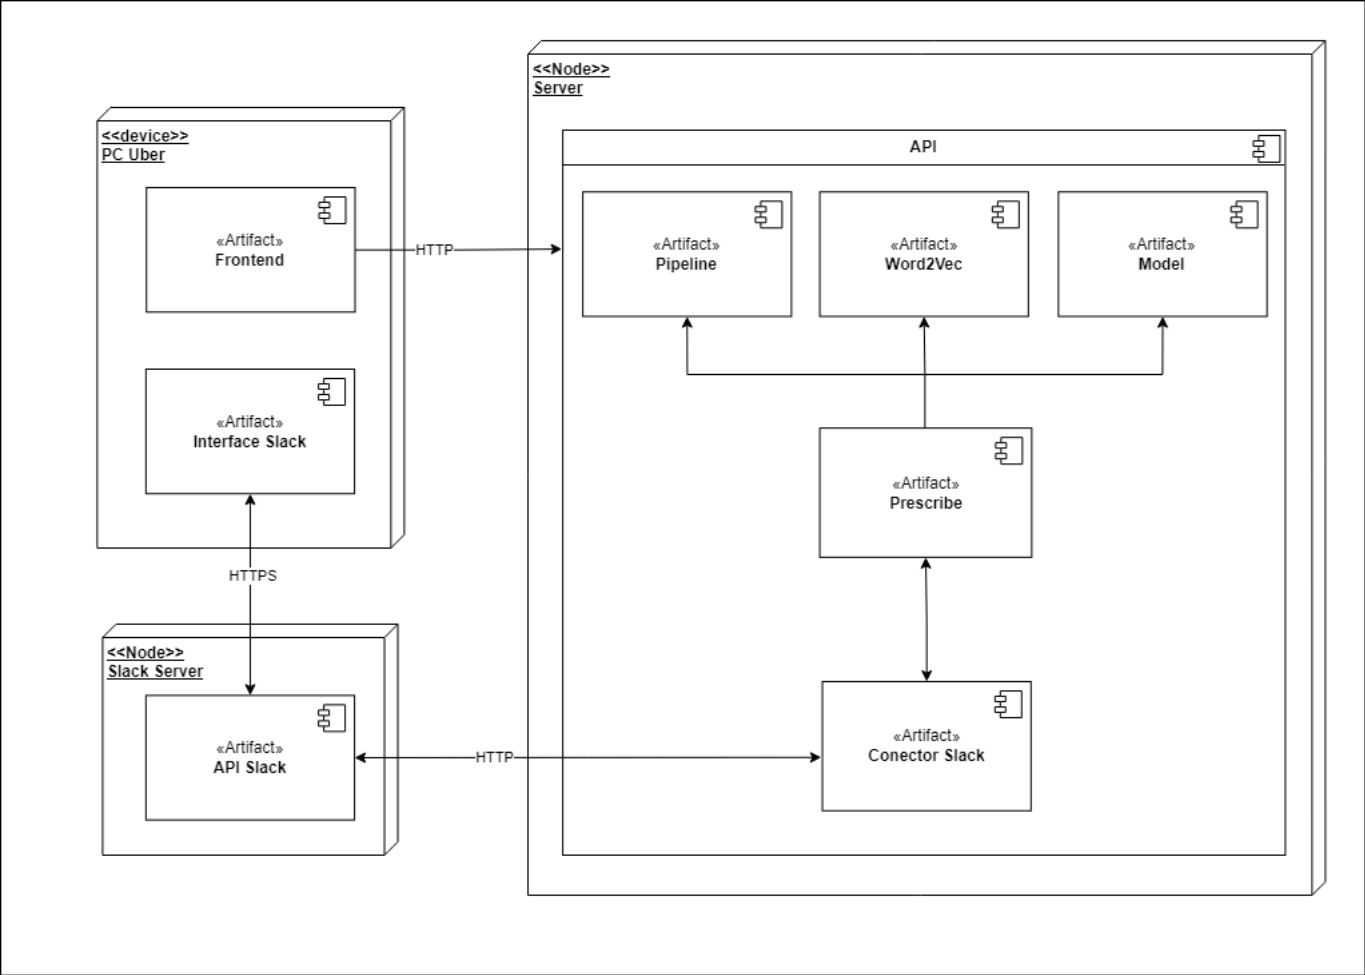 <<Node>>
Server
<<device>>
PC Uber
API
«Artifact»
Frontend
HTTP
«Artifact»
Pipeline
«Artifact»
Word2Vec
«Artifact»
Model
«Artifact»
Interface Slack
«Artifact»
Prescribe
HTTPS
<<Node>>
Slack Server
«Artifact»
API Slack
HTTP
«Artifact»
Conector Slack